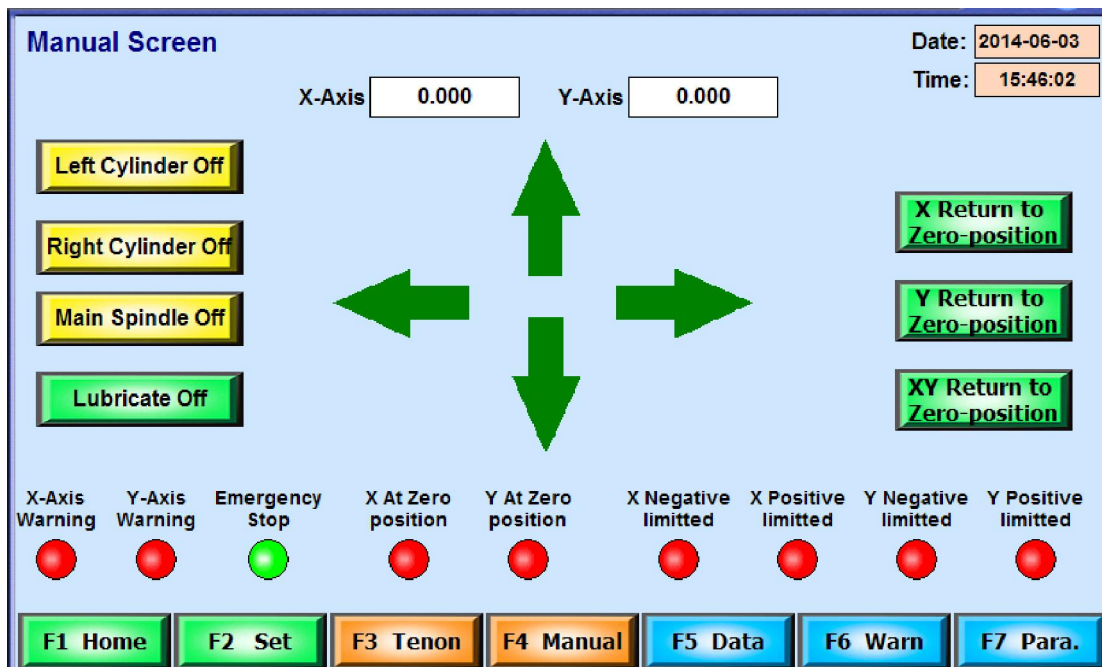 Manual Screen
Date: 2014-06-03
Time: 15:46:02
X-Axis 0.000 Y-Axis 0.000
Left Cylinder Off
Right Cylinder Off
Main Spindle Off
Lubricate Off
X Return to
Zero-position
Y Return to
Zero-position
XY Return to
Zero-position
X-Axis
Warning
Y-Axis
Warning
Emergency
Stop
X At Zero
position
Y At Zero
position
X Negative
limitted
X Positive
limitted
Y Negative
limitted
Y Positive
limitted
F1 Home F2 Set F3 Tenon F4 Manual F5 Data F6 Warn F7 Para.